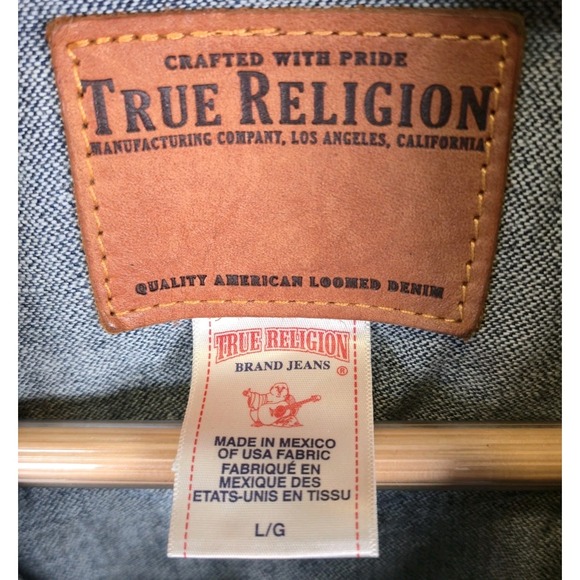 CRAFTED WITH PRIDE
TRUE RELIGION
MANUFACTURING COMPANY, LOS ANGELES, CALIFORNIA
QUALITY AMERICAN LOOMED DENIM
TRUE RELIGION
BRAND JEANS ®
MADE IN MEXICO
OF USA FABRIC
FABRIQUÉ EN
MEXIQUE DES
ETATS-UNIS EN TISSU
L/G